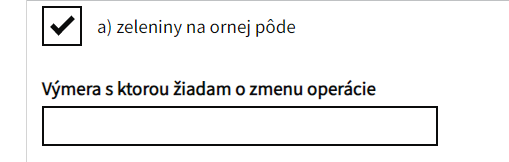 a) zeleniny na ornej pôde
Výmera s ktorou žiadam o zmenu operácie